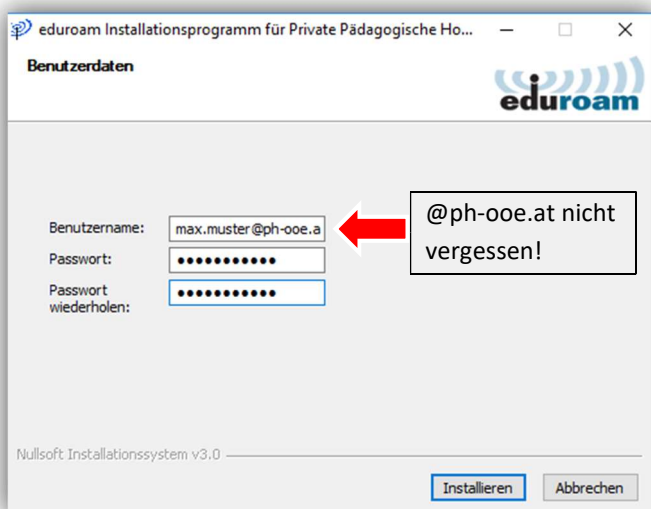 eduroam Installationsprogramm für Private Pädagogische Ho...
Benutzerdaten
eduroam
Benutzername:
max.muster@ph-ooe.a
@ph-ooe.at nicht
vergessen!
Passwort:
●●●●●●●●●●●
Passwort
wiederholen:
●●●●●●●●●●●
Nullsoft Installationssystem v3.0
Installieren
Abbrechen